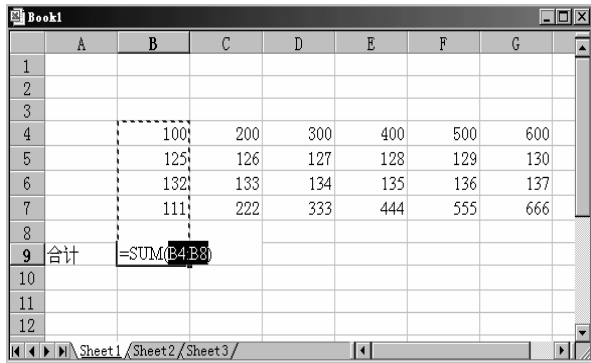 Book1
A B C D E F G
1
2
3
4 100 200 300 400 500 600
5 125 126 127 128 129 130
6 132 133 134 135 136 137
7 111 222 333 444 555 666
8
9 合计 =SUM(B4:B8)
10
11
12
Sheet1 / Sheet2 / Sheet3 /